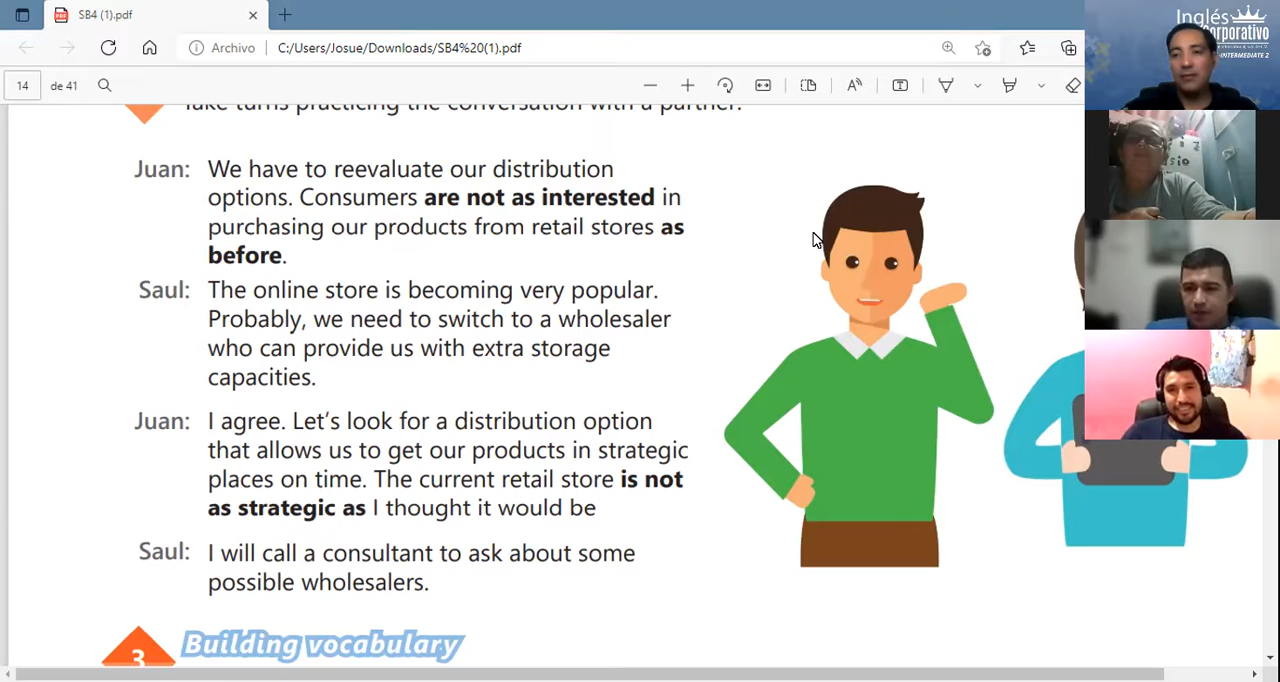 SB4 (1).pdf
Archivo
C:/Users/Josue/Downloads/SB4%20(1).pdf
14
de 41
Take turns practicing the conversation with a partner.
Juan: We have to reevaluate our distribution
options. Consumers are not as interested in
purchasing our products from retail stores as
before.
Saul: The online store is becoming very popular.
Probably, we need to switch to a wholesaler
who can provide us with extra storage
capacities.
Juan: I agree. Let's look for a distribution option
that allows us to get our products in strategic
places on time. The current retail store is not
as strategic as I thought it would be
Saul: I will call a consultant to ask about some
possible wholesalers.
3
Building vocabulary
Inglés
Corporativo
INTERMEDIATE 2